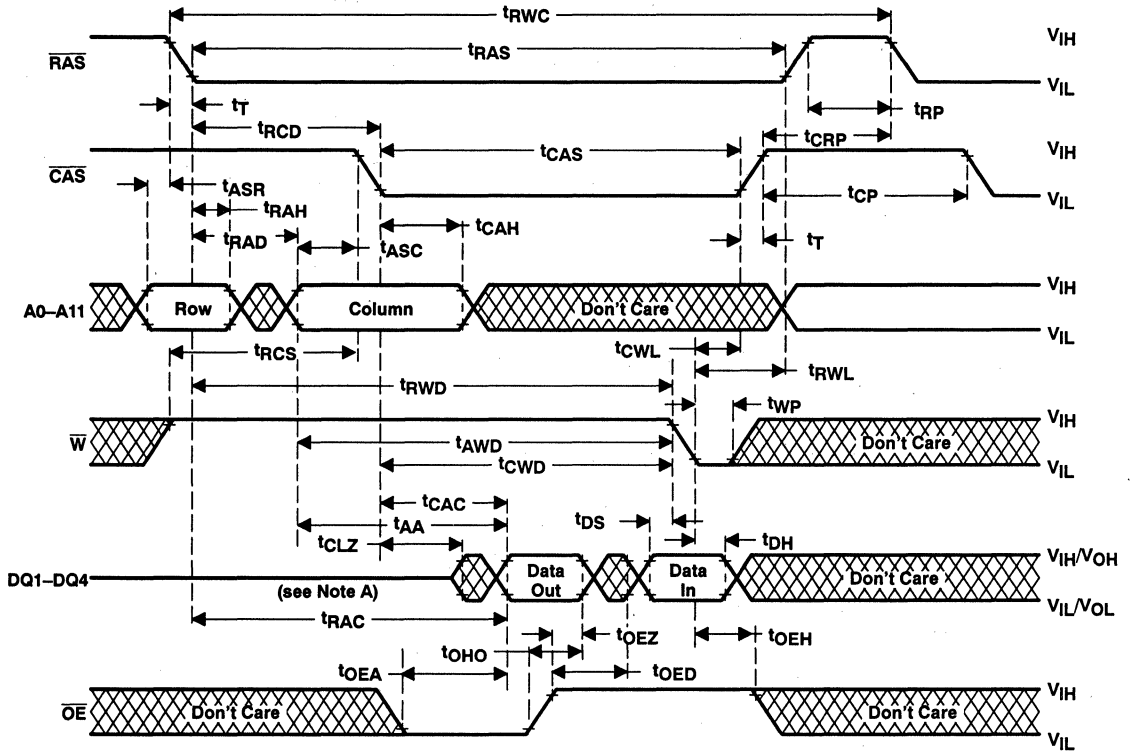 tRWC
VIH
tRAS
RAS
VIL
tT
tRP
tRCD
tCRP
VIH
tCAS
CAS
tASR
tCP
VIL
tRAH
tCAH
tRAD
tASC
tT
VIH
A0–A11
Row
Column
Don't Care
VIL
tRCS
tCWL
tRWL
tRWD
tWP
VIH
W
tAWD
Don't Care
tCWD
VIL
tCAC
tAA
tDS
tCLZ
tDH
VIH/VOH
DQ1–DQ4
Data Out
Data In
Don't Care
(see Note A)
VIL/VOL
tRAC
tOEZ
tOEH
tOHO
tOEA
tOED
VIH
OE
Don't Care
Don't Care
VIL